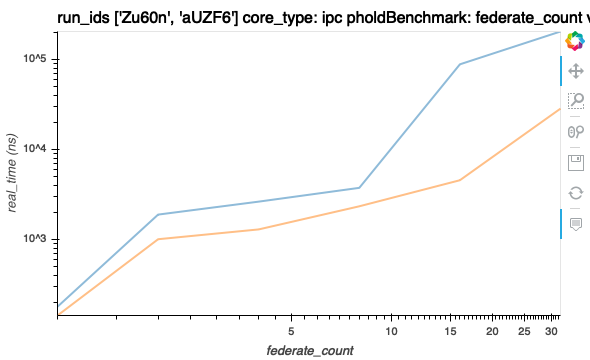 run_ids ['Zu60n', 'aUZF6'] core_type: ipc pholdBenchmark: federate_count v
10^5
10^4
10^3
real_time (ns)
5 10 15 20 25 30
federate_count